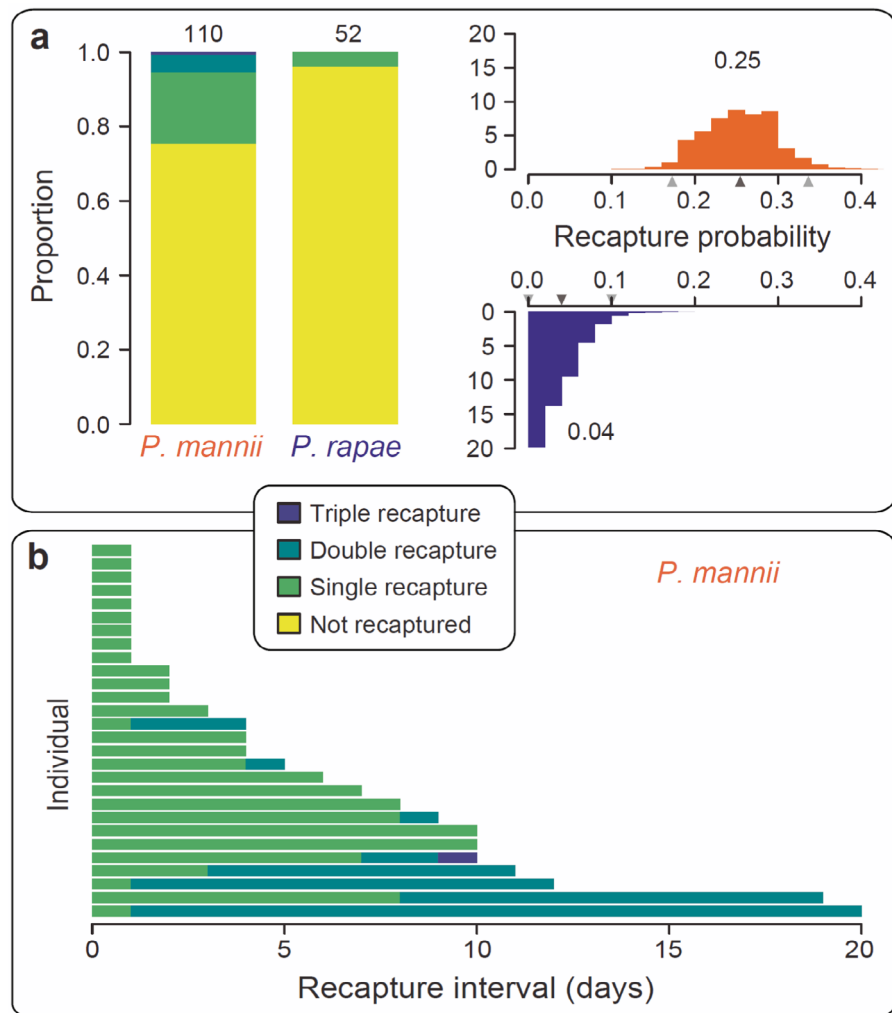 a
110
52
1.0
0.8
0.6
0.4
0.2
0.0
Proportion
P. mannii
P. rapae
20
15
10
5
0
0.25
0.0 0.1 0.2 0.3 0.4
Recapture probability
0.0 0.1 0.2 0.3 0.4
0
5
10
15
20
0.04
Triple recapture
Double recapture
Single recapture
Not recaptured
b
P. mannii
Individual
0 5 10 15 20
Recapture interval (days)